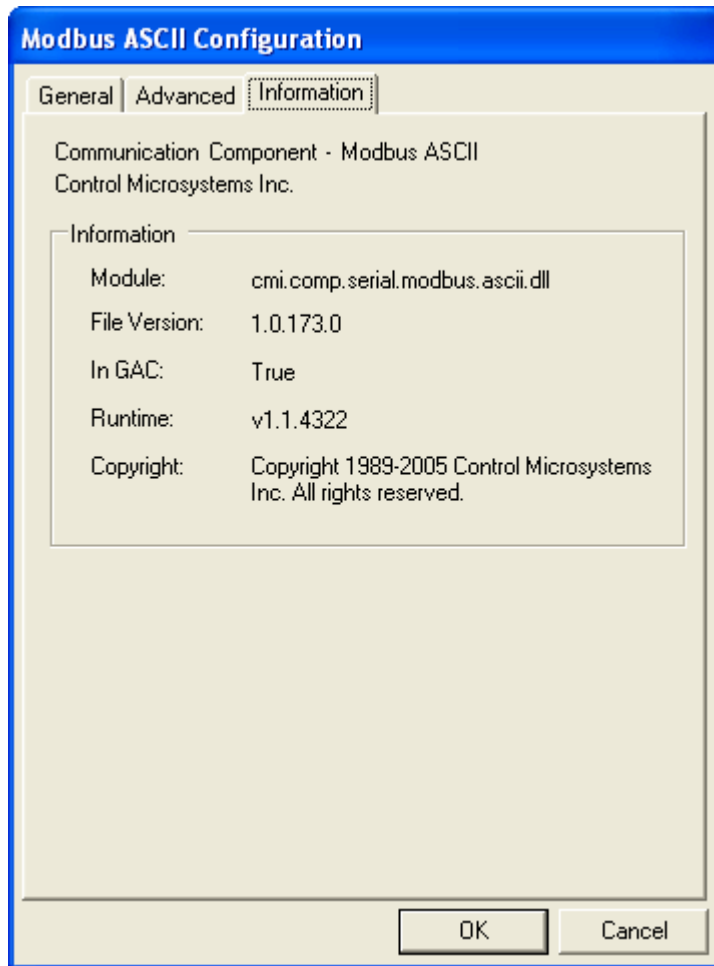 Modbus ASCII Configuration
General Advanced Information
Communication Component - Modbus ASCII
Control Microsystems Inc.
Information
Module: cmi.comp.serial.modbus.ascii.dll
File Version: 1.0.173.0
In GAC: True
Runtime: v1.1.4322
Copyright: Copyright 1989-2005 Control Microsystems
Inc. All rights reserved.
OK Cancel